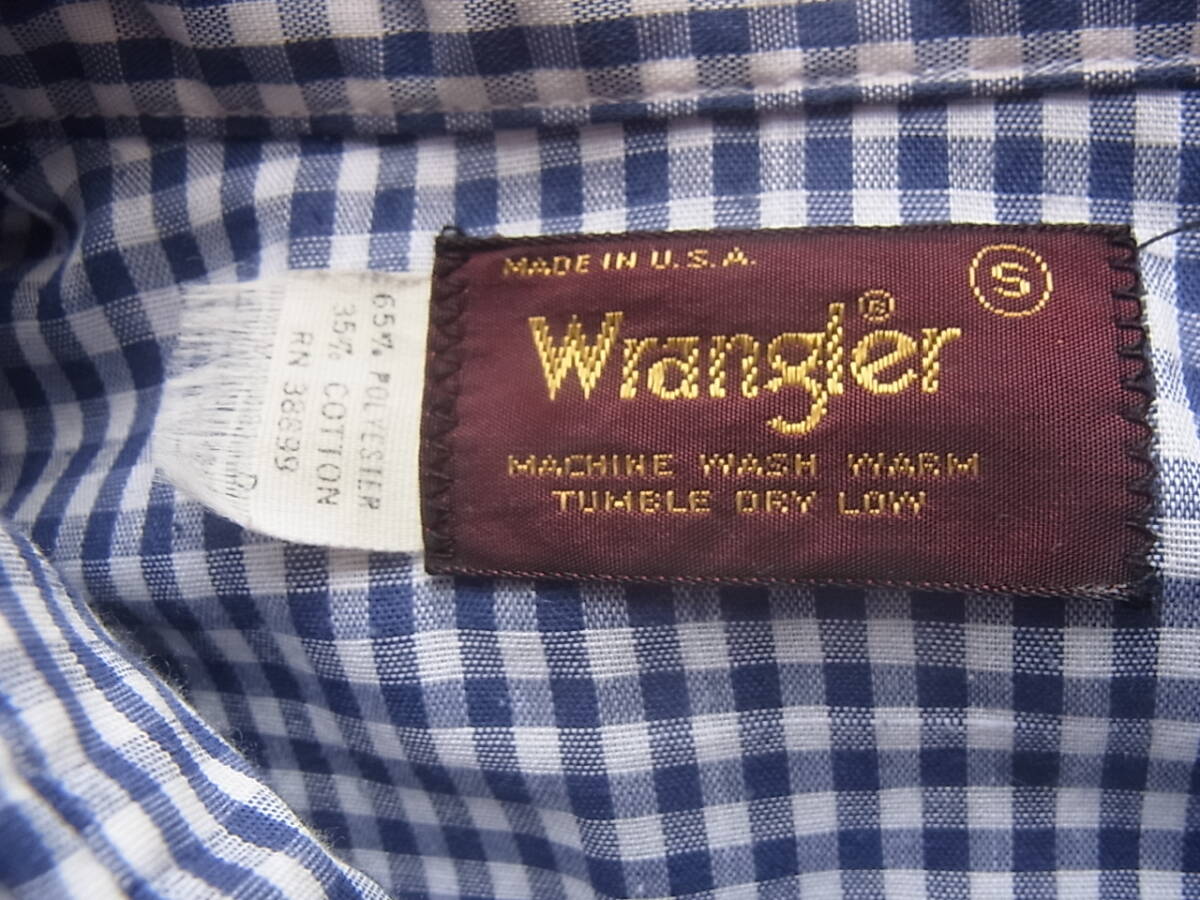 MADE IN U.S.A.
S
Wrangler®
MACHINE WASH WARM
TUMBLE DRY LOW
65% POLYESTER
35% COTTON
RN 38699